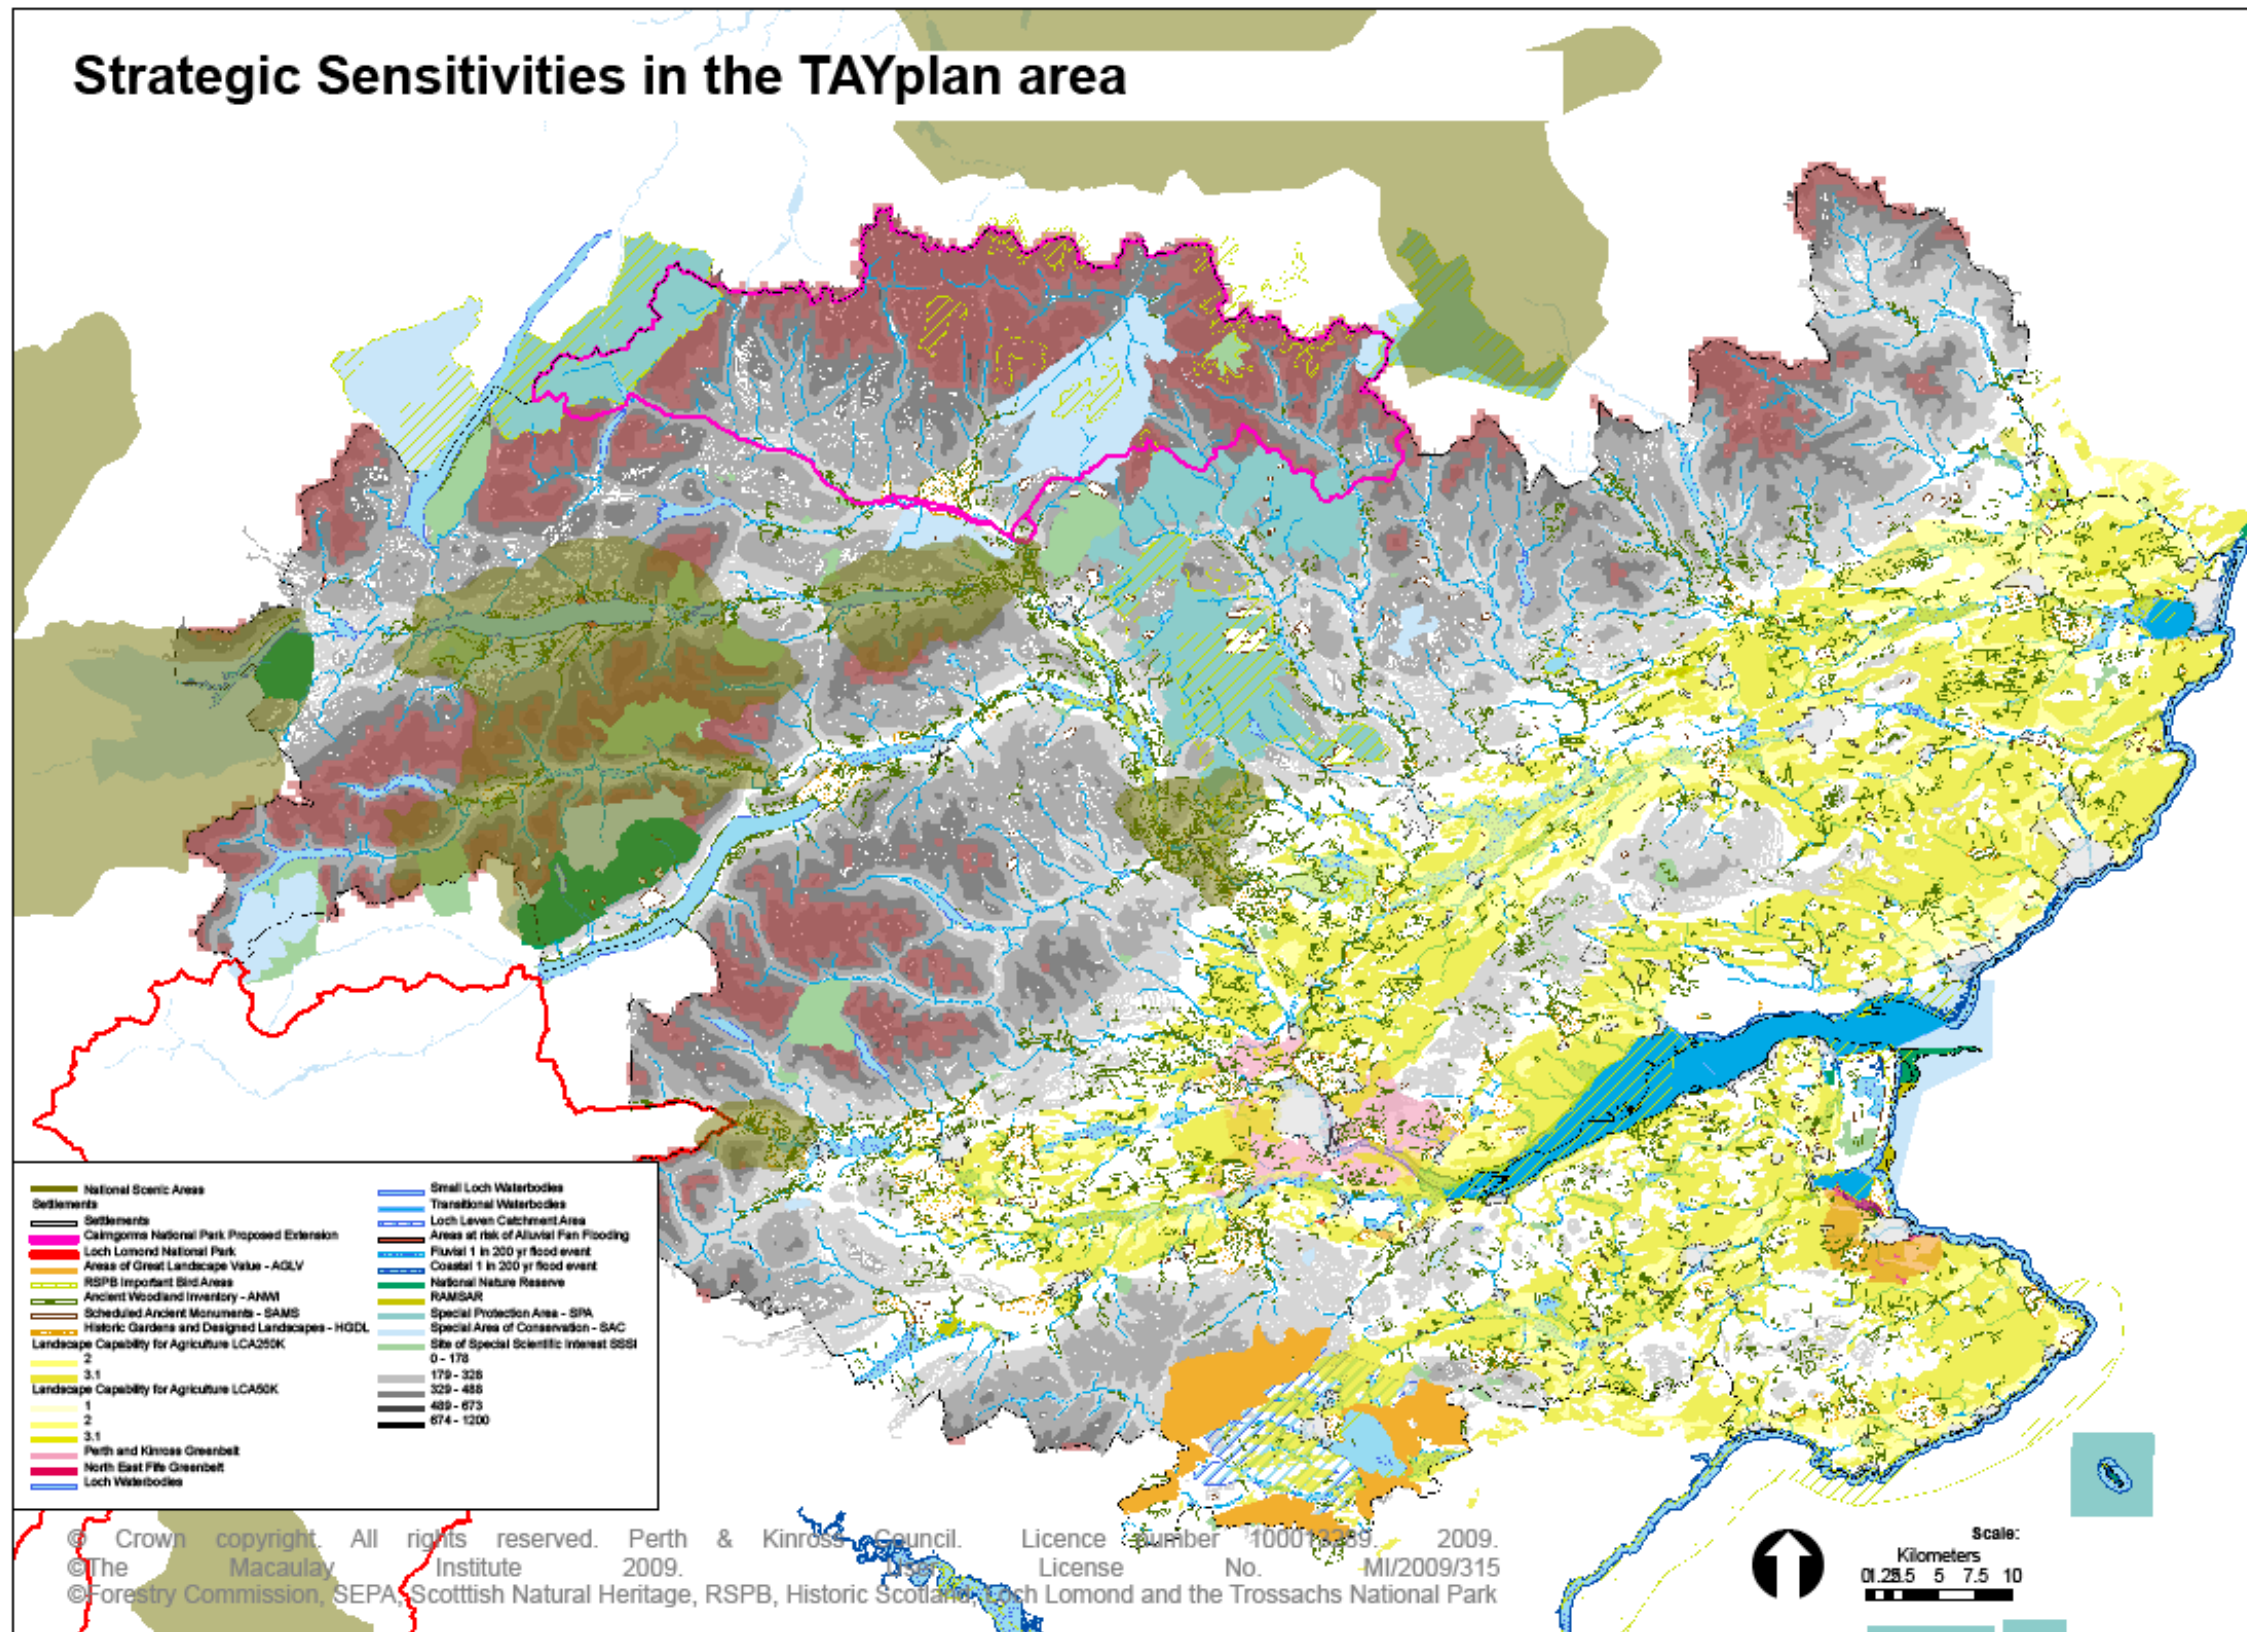 Strategic Sensitivities in the TAYplan area
National Scenic Areas
Settlements
Settlements
Cairngorms National Park Proposed Extension
Loch Lomond National Park
Areas of Great Landscape Value - AGLV
RSPB Important Bird Areas
Ancient Woodland Inventory - ANWI
Scheduled Ancient Monuments - SAMS
Historic Gardens and Designed Landscapes - HGDL
Landscape Capability for Agriculture LCA250K
2
3.1
Landscape Capability for Agriculture LCA50K
1
2
3.1
Perth and Kinross Greenbelt
North East Fife Greenbelt
Loch Waterbodies
Small Loch Waterbodies
Transitional Waterbodies
Loch Leven Catchment Area
Areas at risk of Alluvial Fan Flooding
Fluvial 1 in 200 yr flood event
Coastal 1 in 200 yr flood event
National Nature Reserve
RAMSAR
Special Protection Area - SPA
Special Area of Conservation - SAC
Site of Special Scientific Interest SSSI
0 - 178
179 - 328
329 - 488
489 - 673
674 - 1200
© Crown copyright. All rights reserved. Perth & Kinross Council. Licence number 2009.
©The Macaulay Institute 2009. User License No. MI/2009/315
©Forestry Commission, SEPA, Scotttish Natural Heritage, RSPB, Historic Scotland, Loch Lomond and the Trossachs National Park
Scale:
Kilometers
5 7.5 10